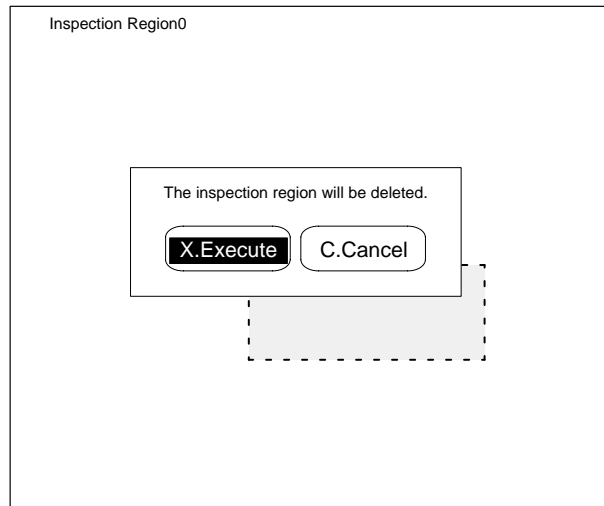 Inspection Region0
The inspection region will be deleted.
X.Execute C.Cancel